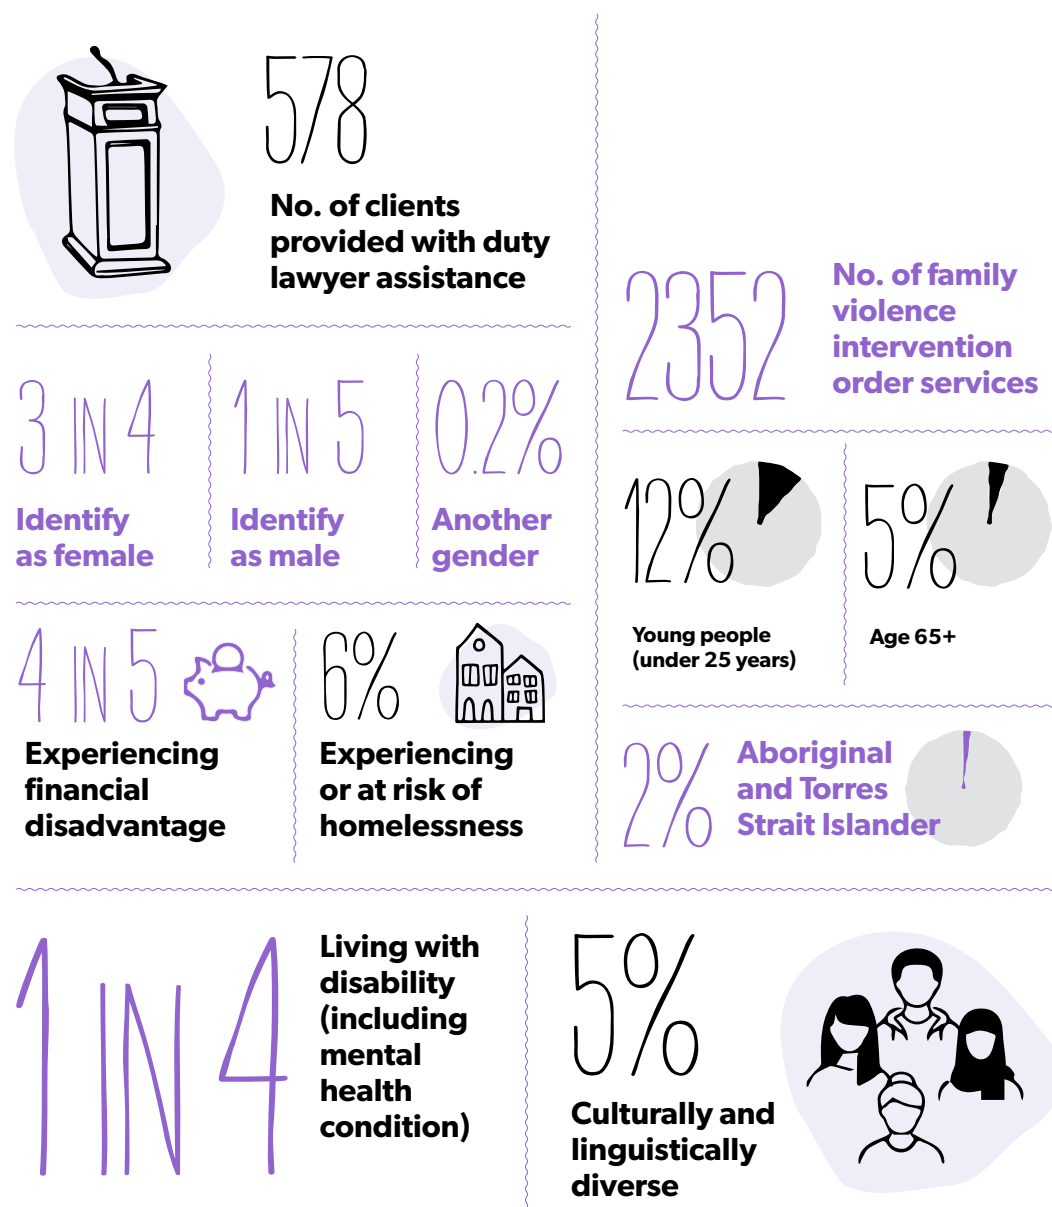 578
No. of clients
provided with duty
lawyer assistance
3 IN 4
Identify
as female
1 IN 5
Identify
as male
0.2%
Another
gender
4 IN 5
Experiencing
financial
disadvantage
6%
Experiencing
or at risk of
homelessness
2352
No. of family
violence
intervention
order services
12%
Young people
(under 25 years)
5%
Age 65+
2%
Aboriginal
and Torres
Strait Islander
1 IN 4
Living with
disability
(including
mental
health
condition)
5%
Culturally and
linguistically
diverse